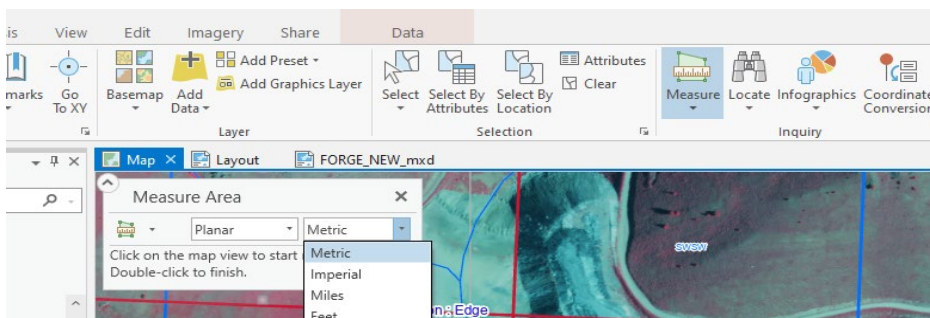 View Edit Imagery Share Data
marks Go To XY Basemap Add Data Add Preset Add Graphics Layer Select Select By Attributes Select By Location Attributes Clear Measure Locate Infographics Coordinate Conversion
Layer Selection Inquiry
Map Layout FORGE_NEW_mxd
Measure Area
Planar Metric
Click on the map view to start
Double-click to finish.
Metric
Imperial
Miles
Feet
Edge
SWSW